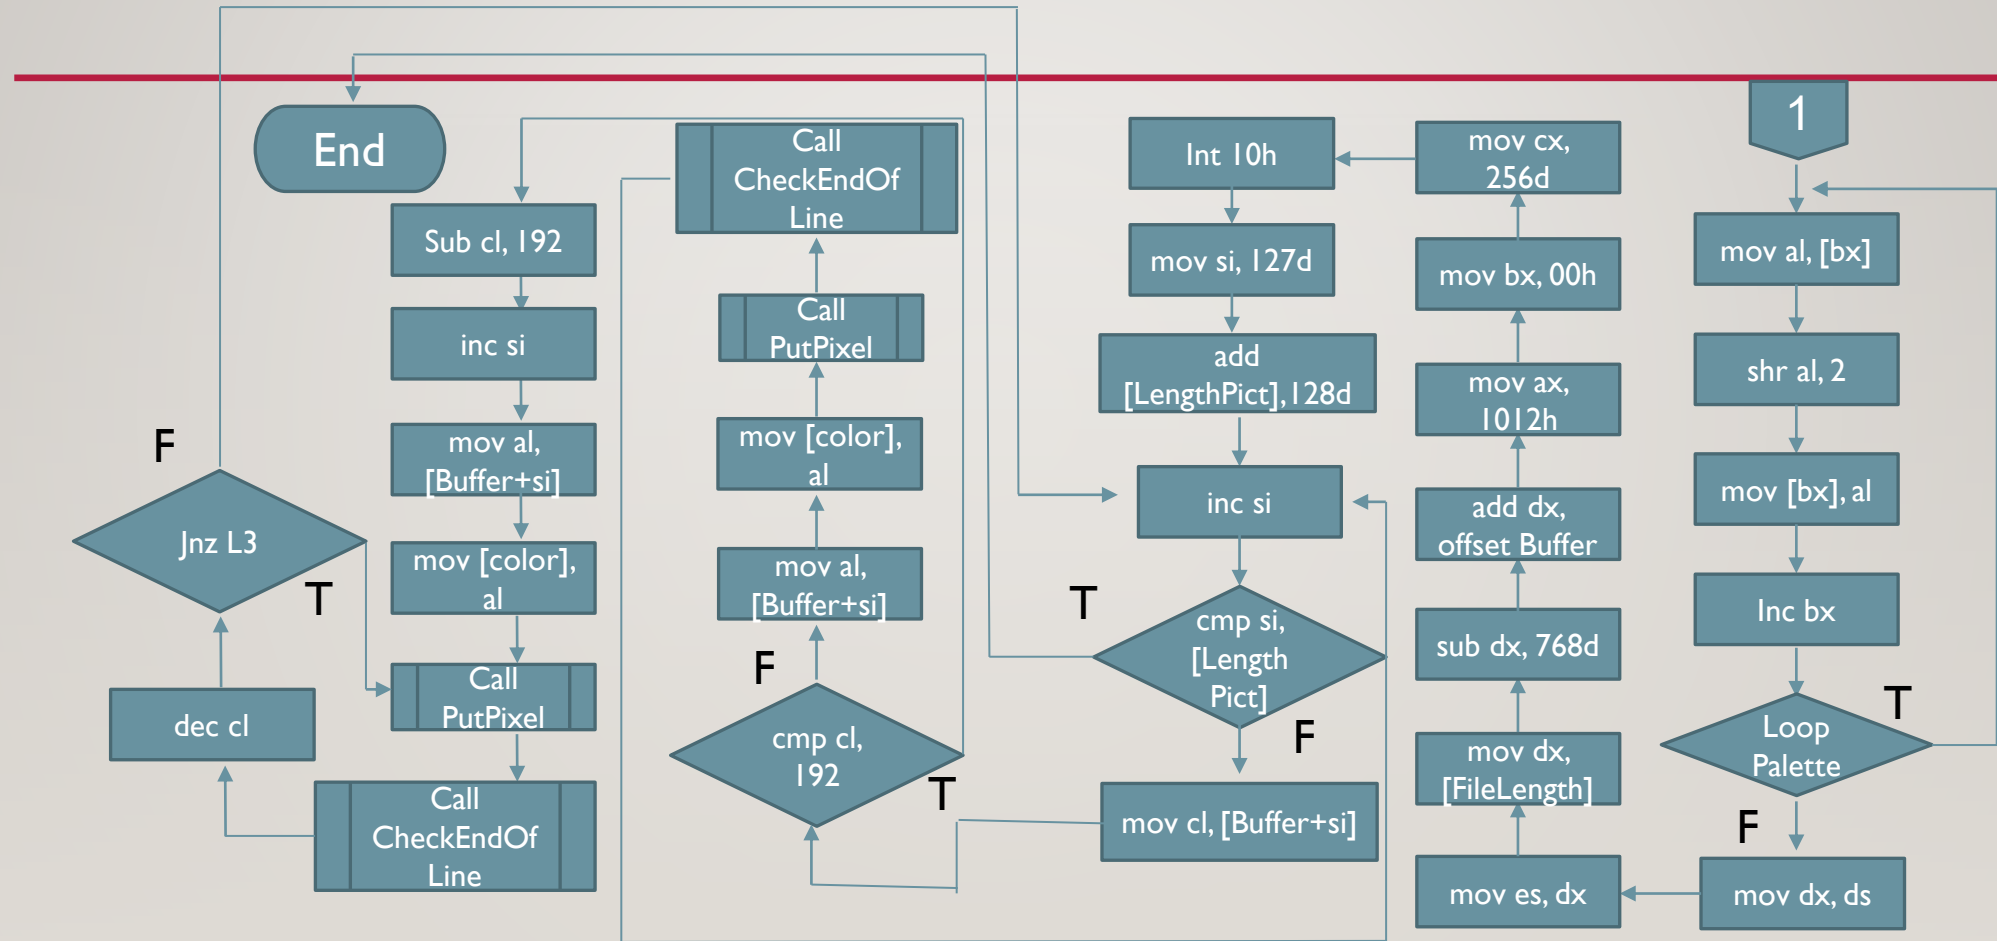 1
mov al, [bx]
shr al, 2
mov [bx], al
Inc bx
Loop
Palette
T
F
mov dx, ds
mov es, dx
mov dx,
[FileLength]
sub dx, 768d
add dx,
offset Buffer
mov ax,
1012h
mov bx, 00h
mov cx,
256d
Int 10h
mov si, 127d
add
[LengthPict],128d
inc si
cmp si,
[Length
Pict]
T
F
mov cl, [Buffer+si]
cmp cl,
192
F
T
mov al,
[Buffer+si]
mov [color],
al
Call
PutPixel
Call
CheckEndOf
Line
Sub cl, 192
inc si
mov al,
[Buffer+si]
mov [color],
al
Call
PutPixel
Call
CheckEndOf
Line
dec cl
Jnz L3
F
T
End